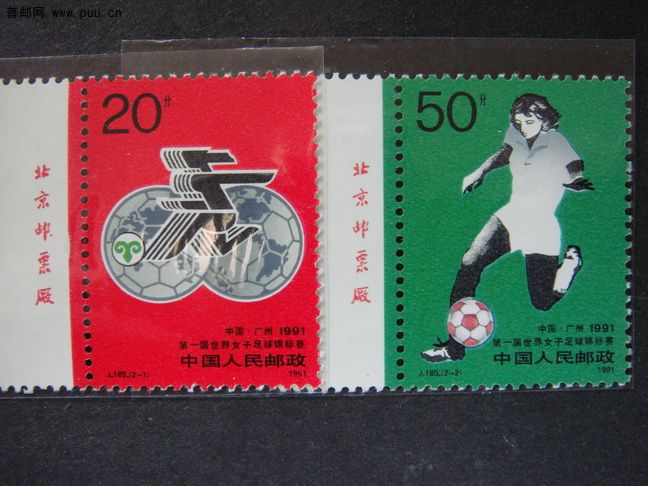 普邮网 www.puu.cn
北京邮票厂
20分
中国·广州 1991
第一届世界女子足球锦标赛
中国人民邮政
J.185.(2-1) 1991
北京邮票厂
50分
中国·广州 1991
第一届世界女子足球锦标赛
中国人民邮政
J.185.(2-2) 1991